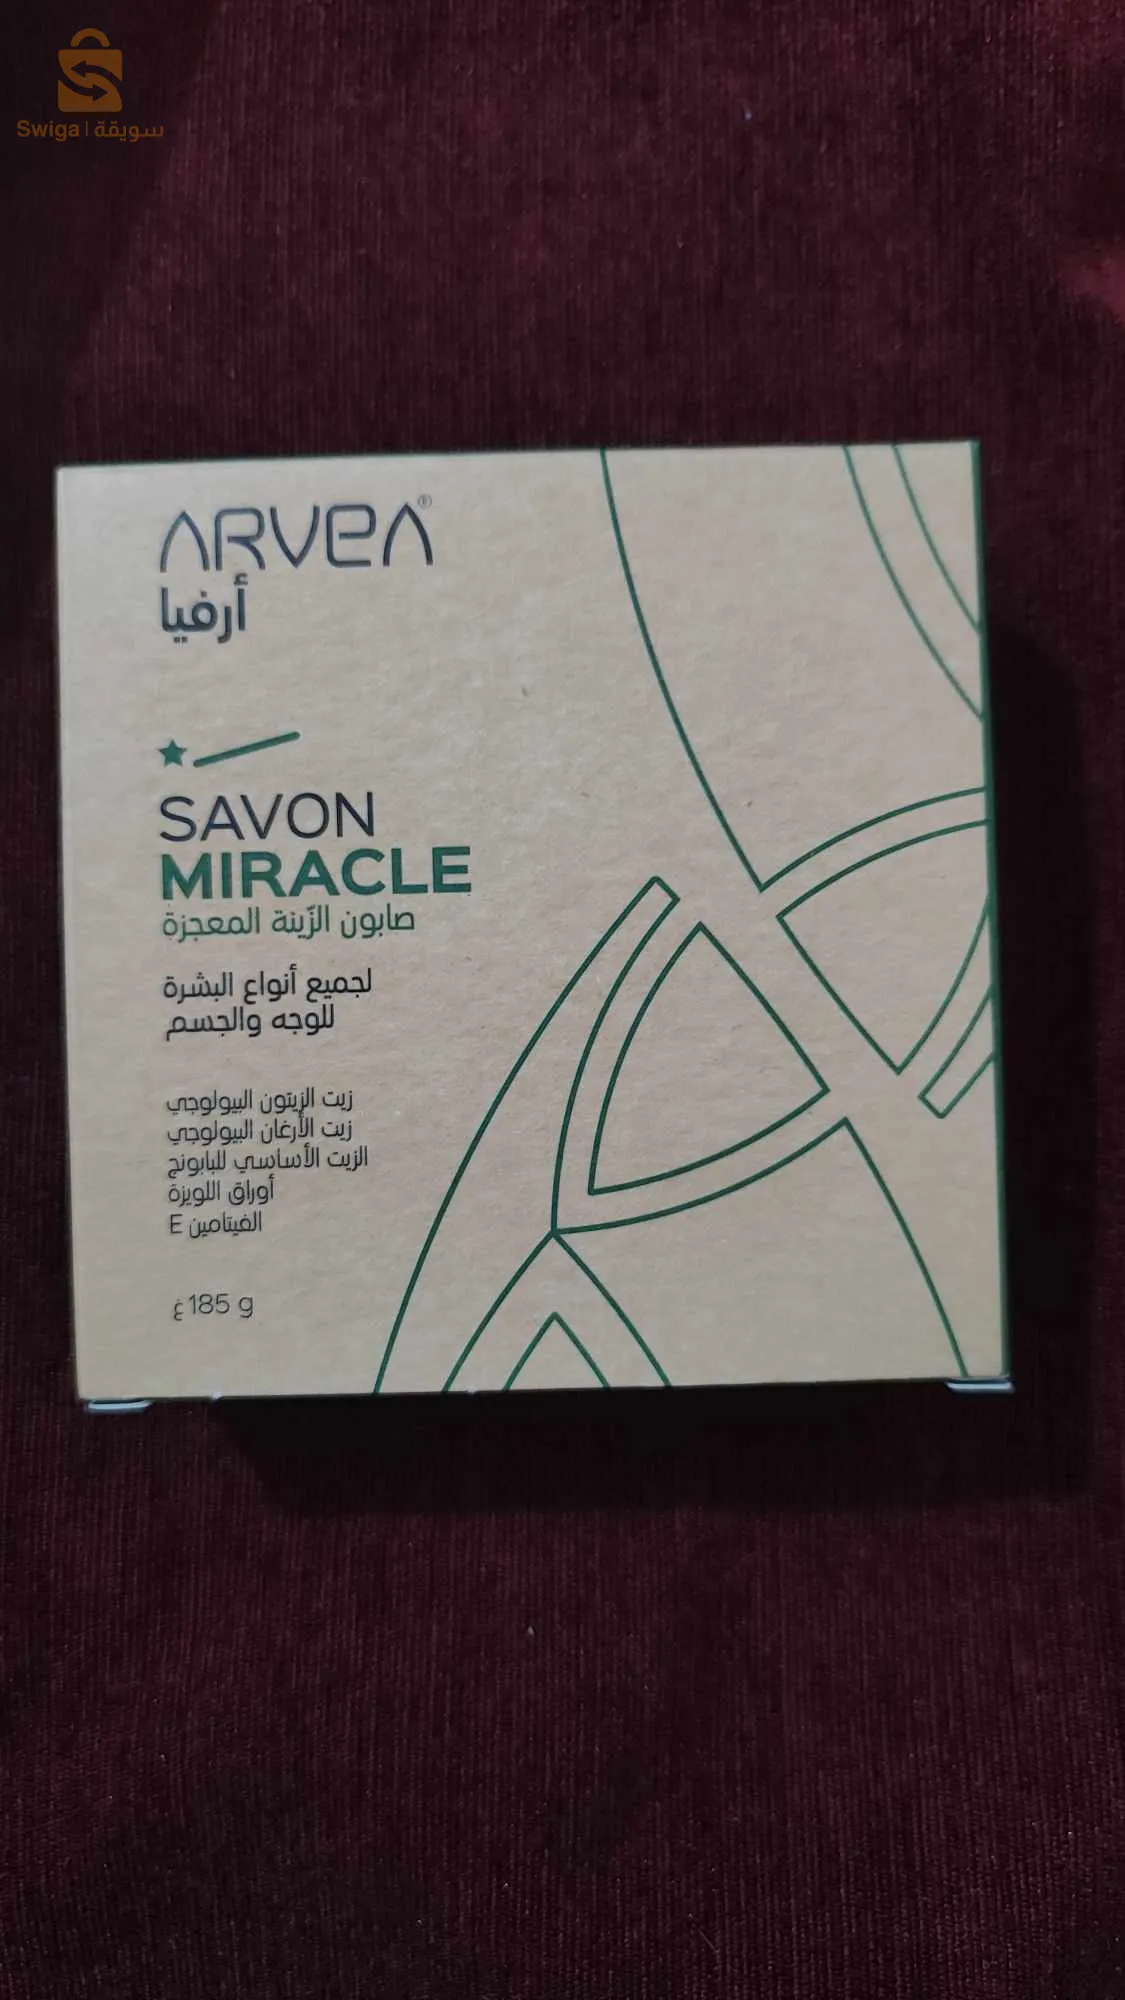 Swiga | سويقة
ARVEA®
أرفيا
SAVON
MIRACLE
صابون الزّينة المعجزة
لجميع أنواع البشرة
للوجه والجسم
زيت الزيتون البيولوجي
زيت الأرغان البيولوجي
الزيت الأساسي للبابونج
أوراق اللويزة
الفيتامين E
185 g غ